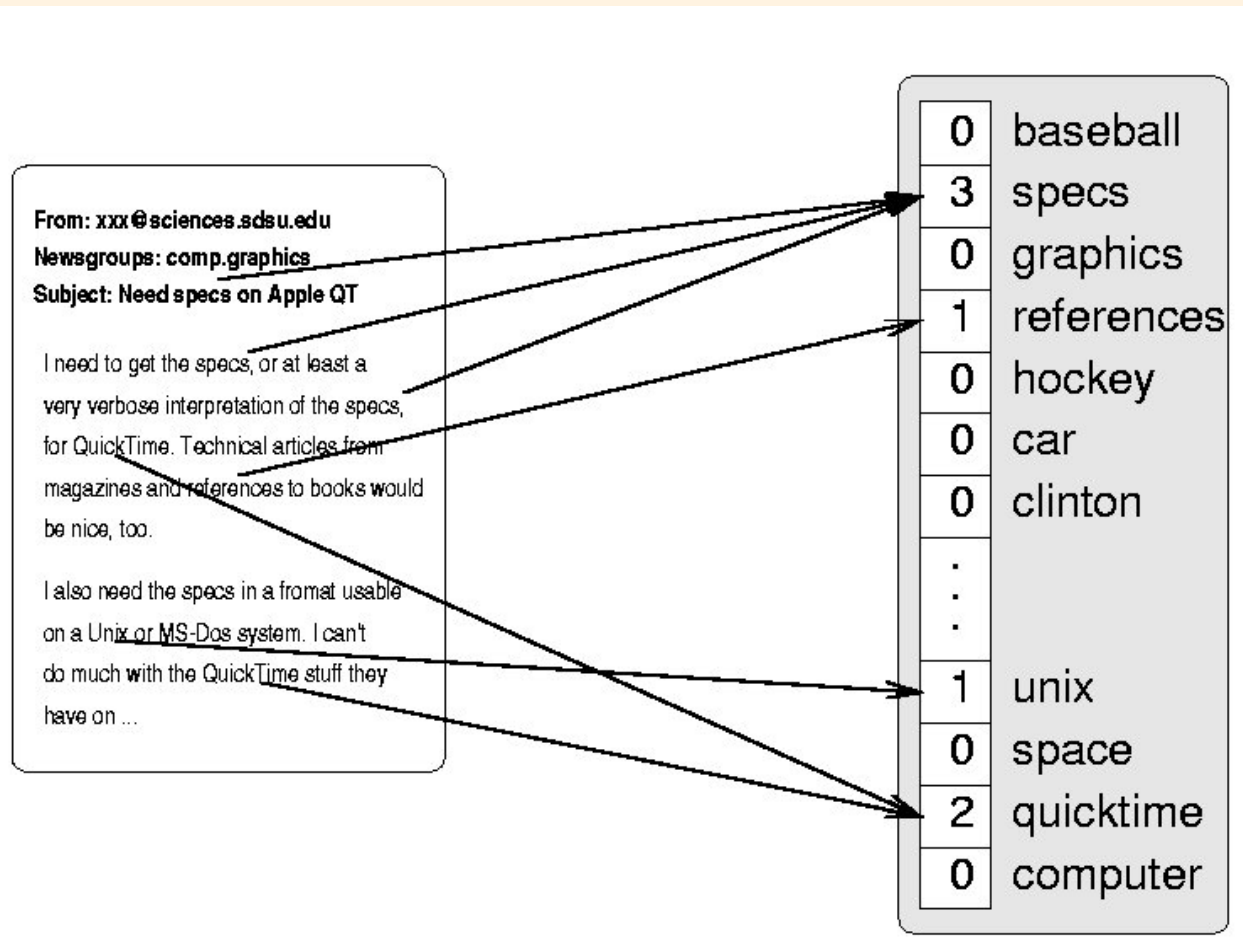 From: xxx@sciences.sdsu.edu
Newsgroups: comp.graphics
Subject: Need specs on Apple QT
I need to get the specs, or at least a
very verbose interpretation of the specs,
for QuickTime. Technical articles from
magazines and references to books would
be nice, too.
I also need the specs in a fromat usable
on a Unix or MS-Dos system. I can't
do much with the QuickTime stuff they
have on ...
0 baseball
3 specs
0 graphics
1 references
0 hockey
0 car
0 clinton
.
.
.
1 unix
0 space
2 quicktime
0 computer